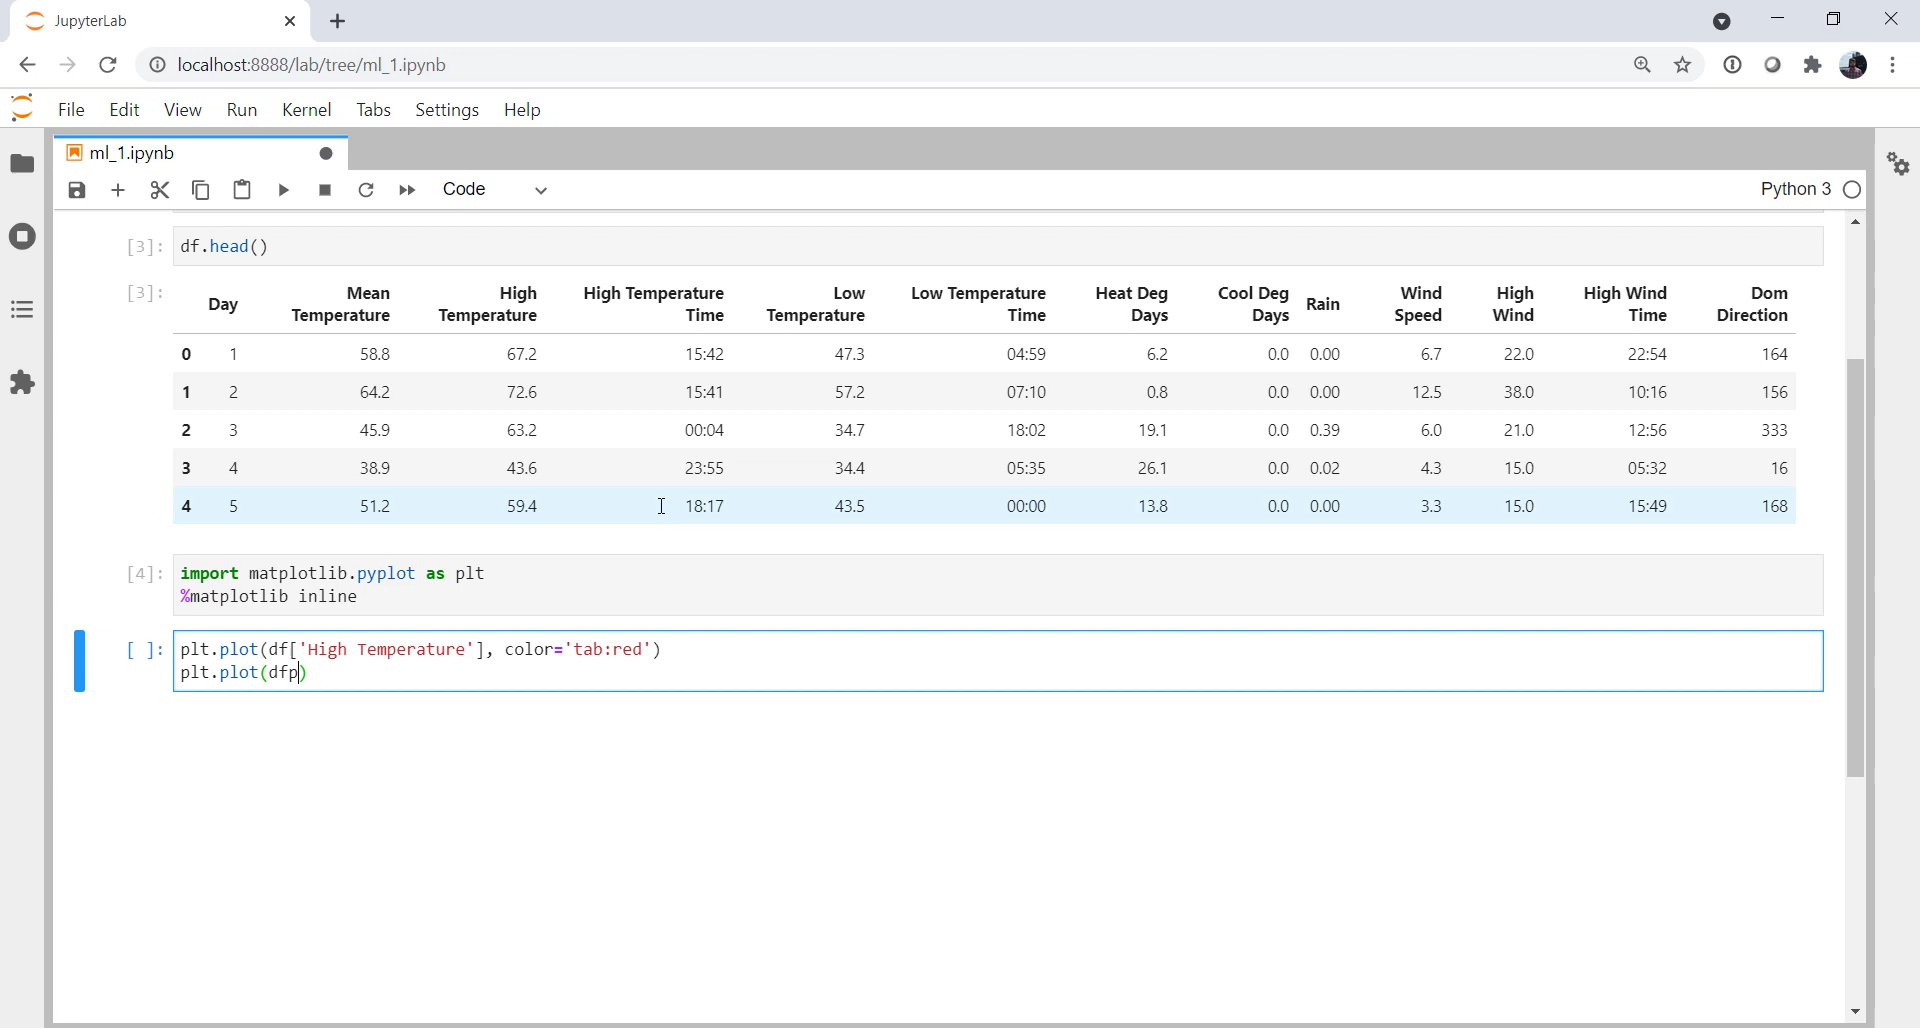 JupyterLab
localhost:8888/lab/tree/ml_1.ipynb
File Edit View Run Kernel Tabs Settings Help
ml_1.ipynb
Code Python 3
[3]: df.head()
[3]: Day Mean Temperature High Temperature High Temperature Time Low Temperature Low Temperature Time Heat Deg Days Cool Deg Days Rain Wind Speed High Wind High Wind Time Dom Direction
0 1 58.8 67.2 15:42 47.3 04:59 6.2 0.0 0.00 6.7 22.0 22:54 164
1 2 64.2 72.6 15:41 57.2 07:10 0.8 0.0 0.00 12.5 38.0 10:16 156
2 3 45.9 63.2 00:04 34.7 18:02 19.1 0.0 0.39 6.0 21.0 12:56 333
3 4 38.9 43.6 23:55 34.4 05:35 26.1 0.0 0.02 4.3 15.0 05:32 16
4 5 51.2 59.4 18:17 43.5 00:00 13.8 0.0 0.00 3.3 15.0 15:49 168
[4]: import matplotlib.pyplot as plt
%matplotlib inline
[ ]: plt.plot(df['High Temperature'], color='tab:red')
plt.plot(dfp)